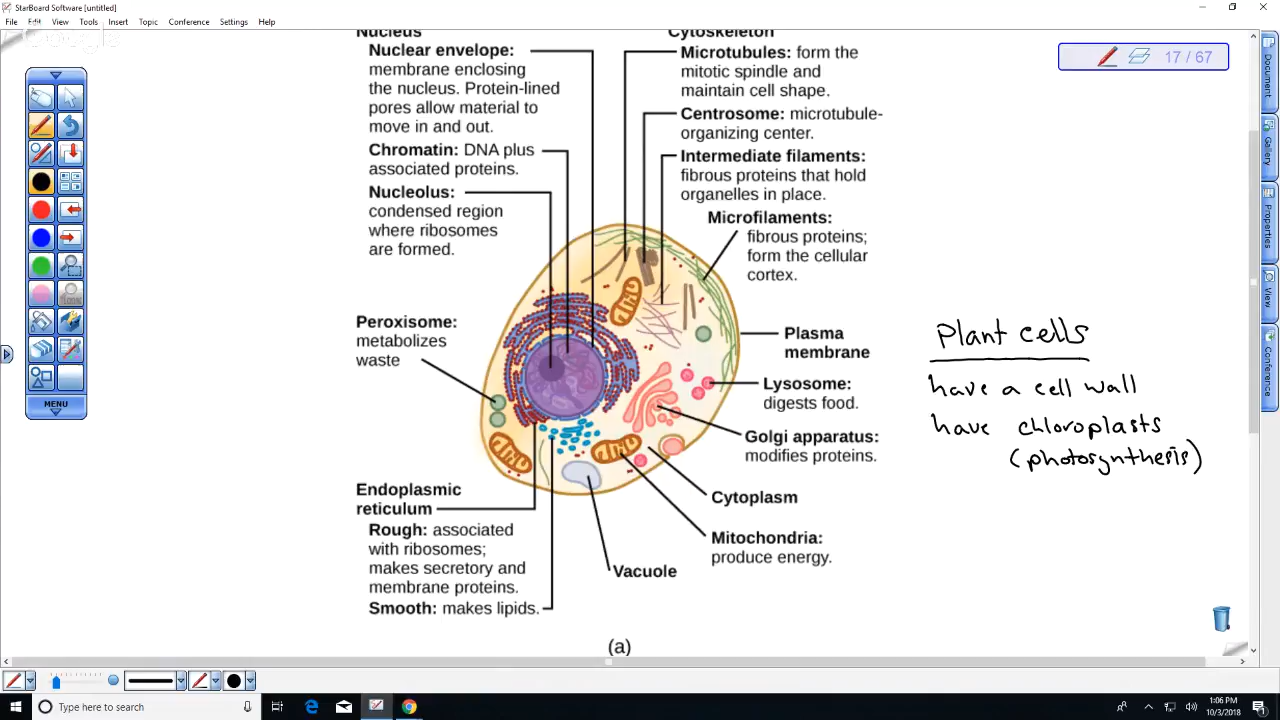 StarBoard Software [untitled]
File Edit View Tools Insert Topic Conference Settings Help
17 / 67
Nucleus
Nuclear envelope:
membrane enclosing
the nucleus. Protein-lined
pores allow material to
move in and out.
Chromatin: DNA plus
associated proteins.
Nucleolus:
condensed region
where ribosomes
are formed.
Peroxisome:
metabolizes
waste
Endoplasmic
reticulum
Rough: associated
with ribosomes;
makes secretory and
membrane proteins.
Smooth: makes lipids.
Cytoskeleton
Microtubules: form the
mitotic spindle and
maintain cell shape.
Centrosome: microtubule-
organizing center.
Intermediate filaments:
fibrous proteins that hold
organelles in place.
Microfilaments:
fibrous proteins;
form the cellular
cortex.
Plasma
membrane
Lysosome:
digests food.
Golgi apparatus:
modifies proteins.
Cytoplasm
Mitochondria:
produce energy.
Vacuole
(a)
Plant cells
have a cell wall
have chloroplasts
(photosynthesis)
MENU
Document
Gallery
Properties
View
Conference
Type here to search
1:06 PM
10/3/2018